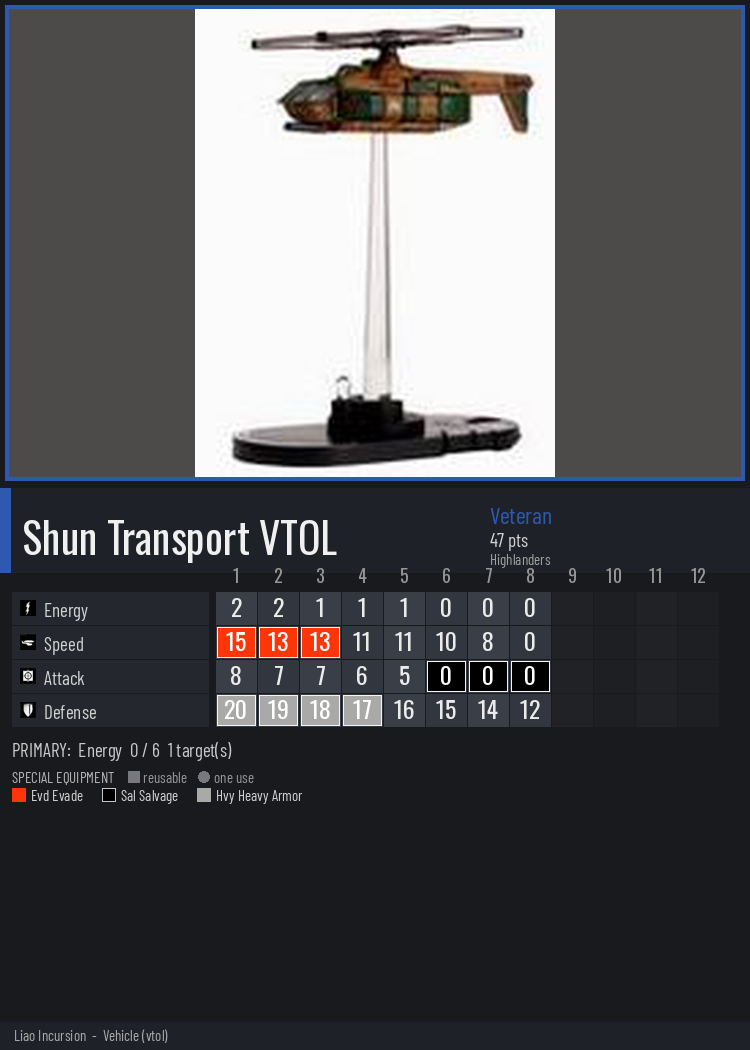 Shun Transport VTOL
Veteran
47 pts
Highlanders
1 2 3 4 5 6 7 8 9 10 11 12
Energy 2 2 1 1 1 0 0 0
Speed 15 13 13 11 11 10 8 0
Attack 8 7 7 6 5 0 0 0
Defense 20 19 18 17 16 15 14 12
PRIMARY: Energy 0 / 6 1 target(s)
SPECIAL EQUIPMENT reusable one use
Evd Evade Sal Salvage Hvy Heavy Armor
Liao Incursion - Vehicle (vtol)